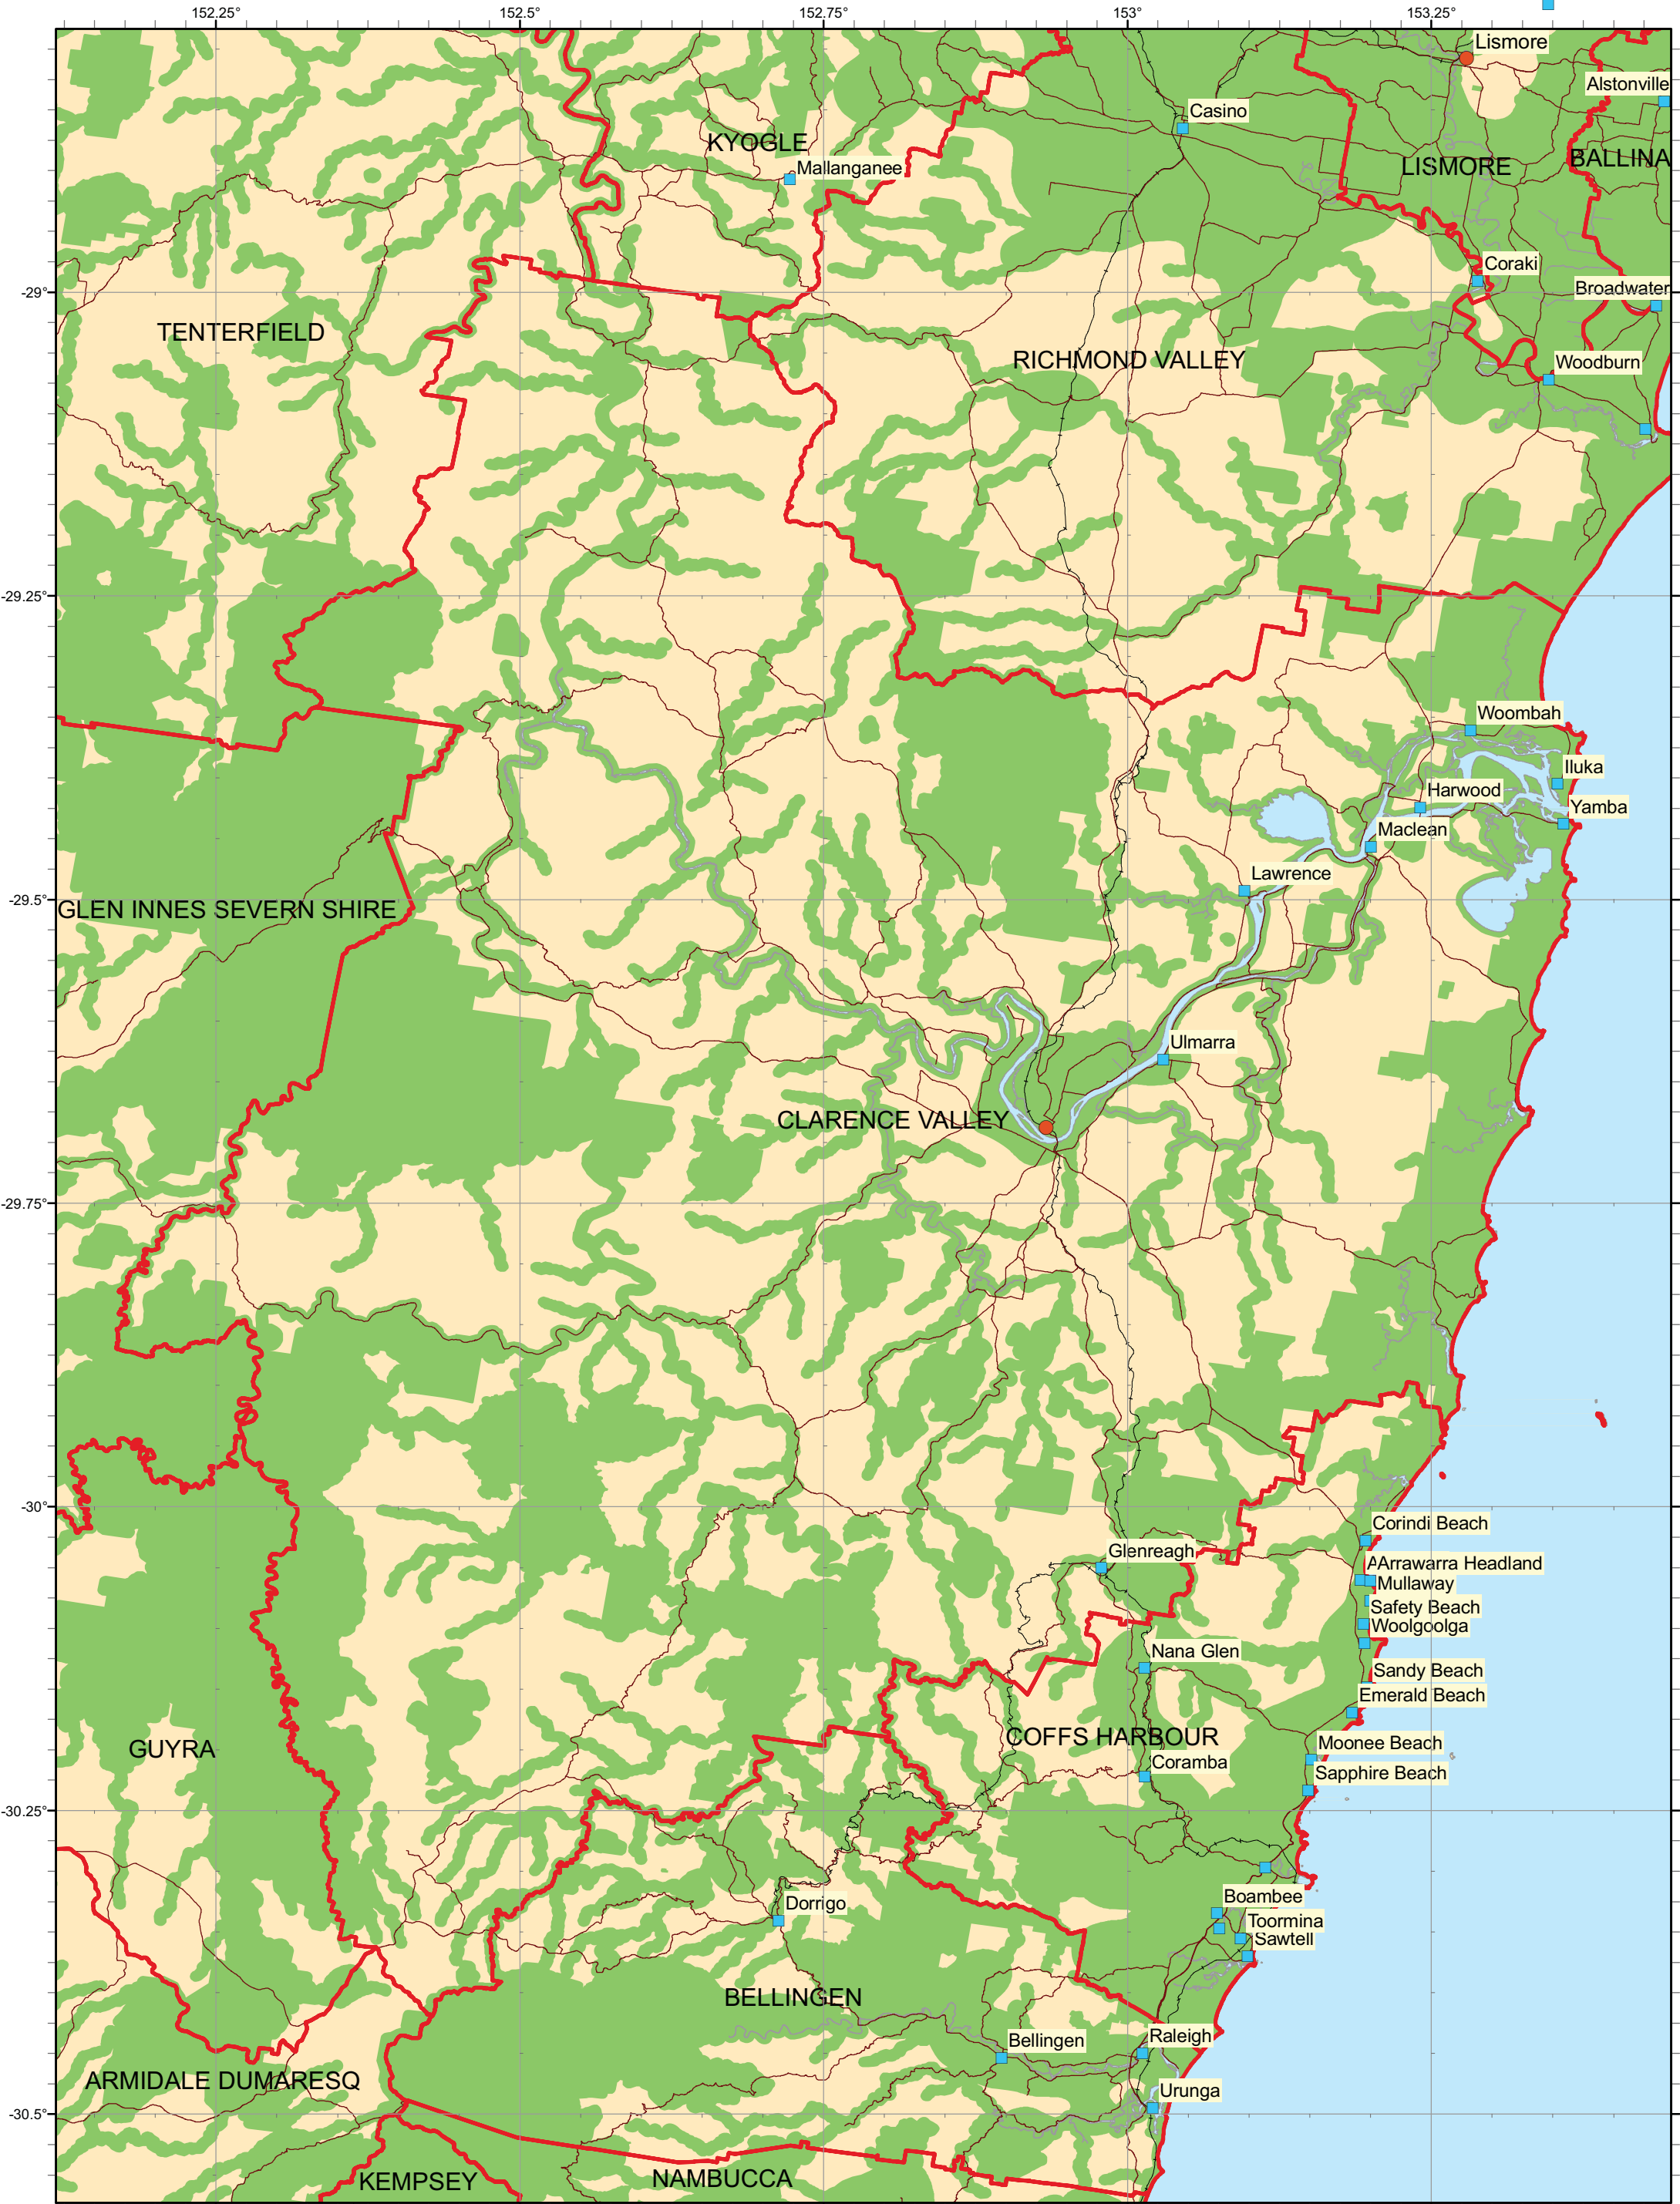 152.25°
152.5°
152.75°
153°
153.25°
Lismore
Alstonville
Casino
KYOGLE
Mallanganee
LISMORE
BALLINA
Coraki
-29°
Broadwater
TENTERFIELD
RICHMOND VALLEY
Woodburn
-29.25°
Woombah
Iluka
Harwood
Yamba
Maclean
Lawrence
-29.5°
GLEN INNES SEVERN SHIRE
Ulmarra
CLARENCE VALLEY
-29.75°
-30°
Corindi Beach
Glenreagh
AArrawarra Headland
Mullaway
Safety Beach
Woolgoolga
Nana Glen
Sandy Beach
Emerald Beach
COFFS HARBOUR
Moonee Beach
GUYRA
Coramba
Sapphire Beach
-30.25°
Boambee
Dorrigo
Toormina
Sawtell
BELLINGEN
Raleigh
Bellingen
ARMIDALE DUMARESQ
Urunga
-30.5°
KEMPSEY
NAMBUCCA